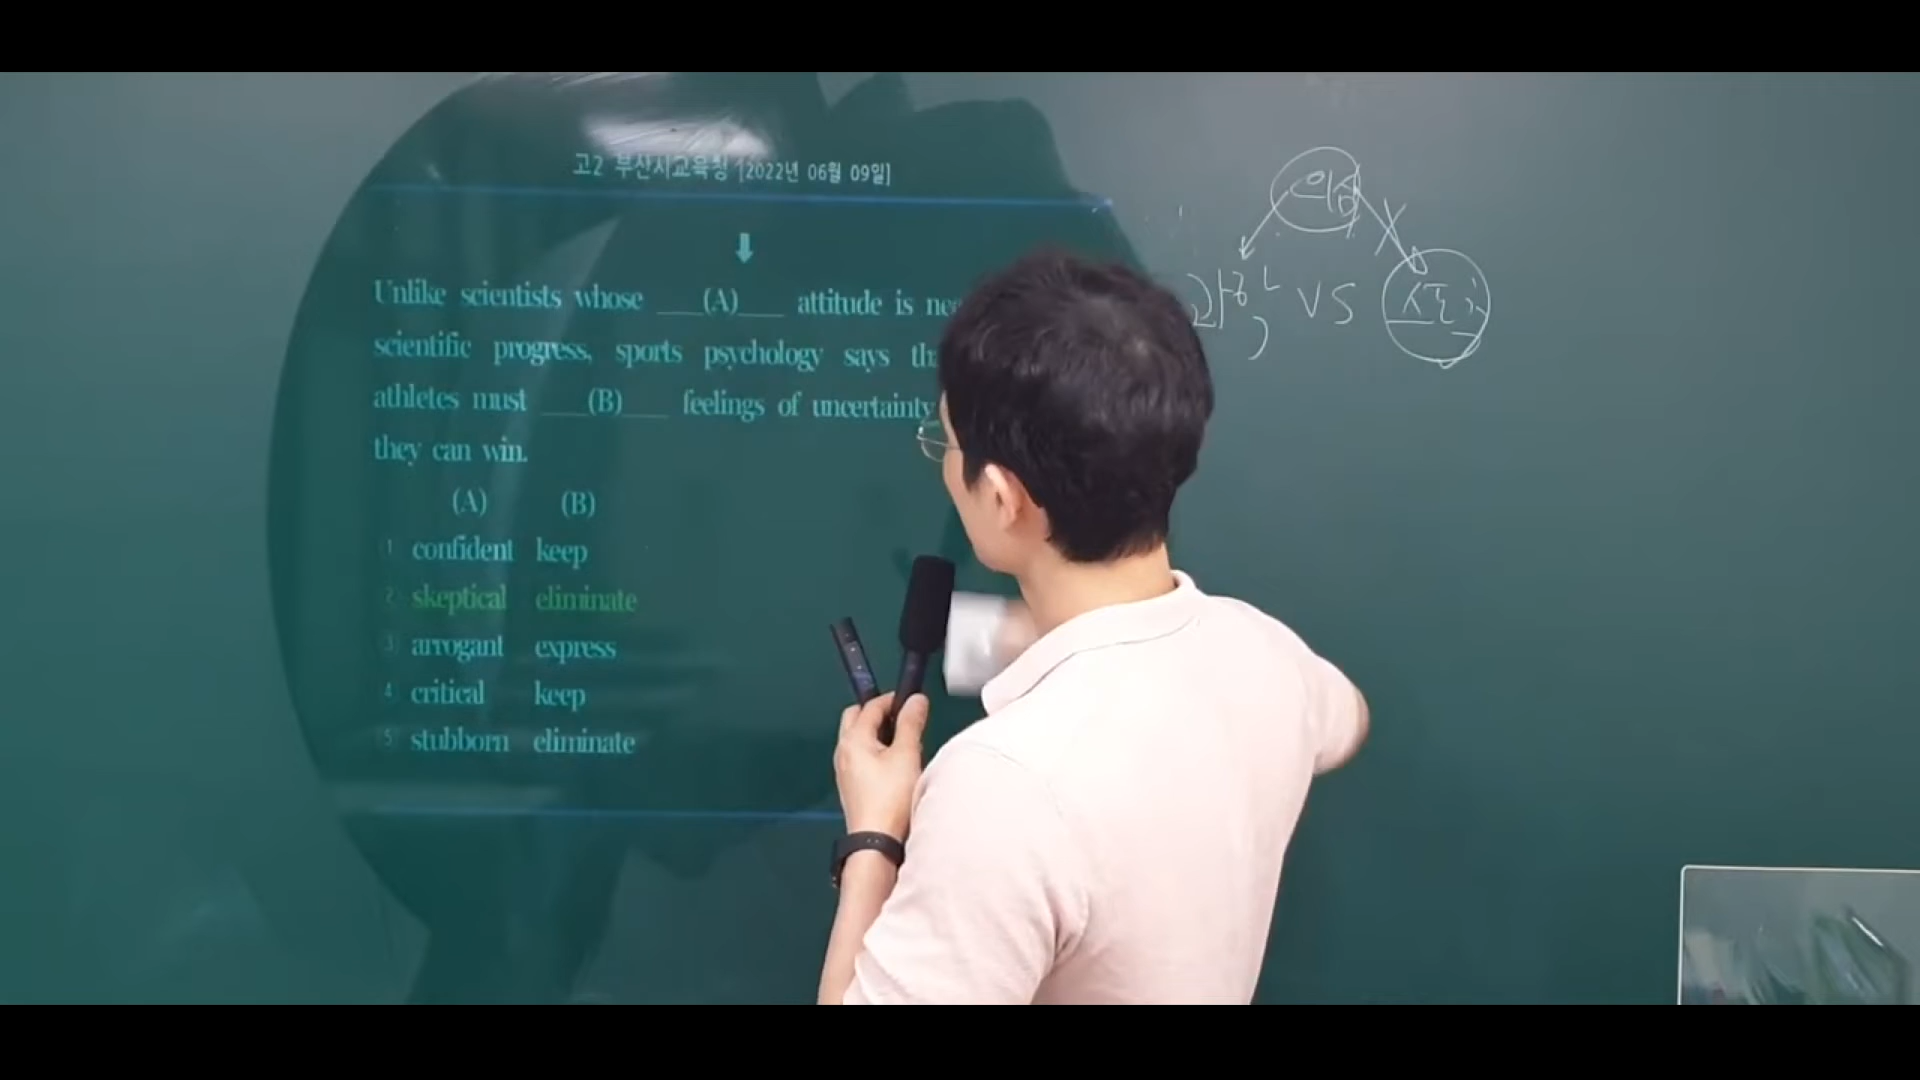 고2 부산시교육청 [2022년 06월 09일]
Unlike scientists whose ___(A)___ attitude is
scientific progress, sports psychology says
athletes must ___(B)___ feelings of uncertainty
they can win.
(A) (B)
① confident keep
② skeptical eliminate
③ arrogant express
④ critical keep
⑤ stubborn eliminate
의심
과학 VS 스포츠